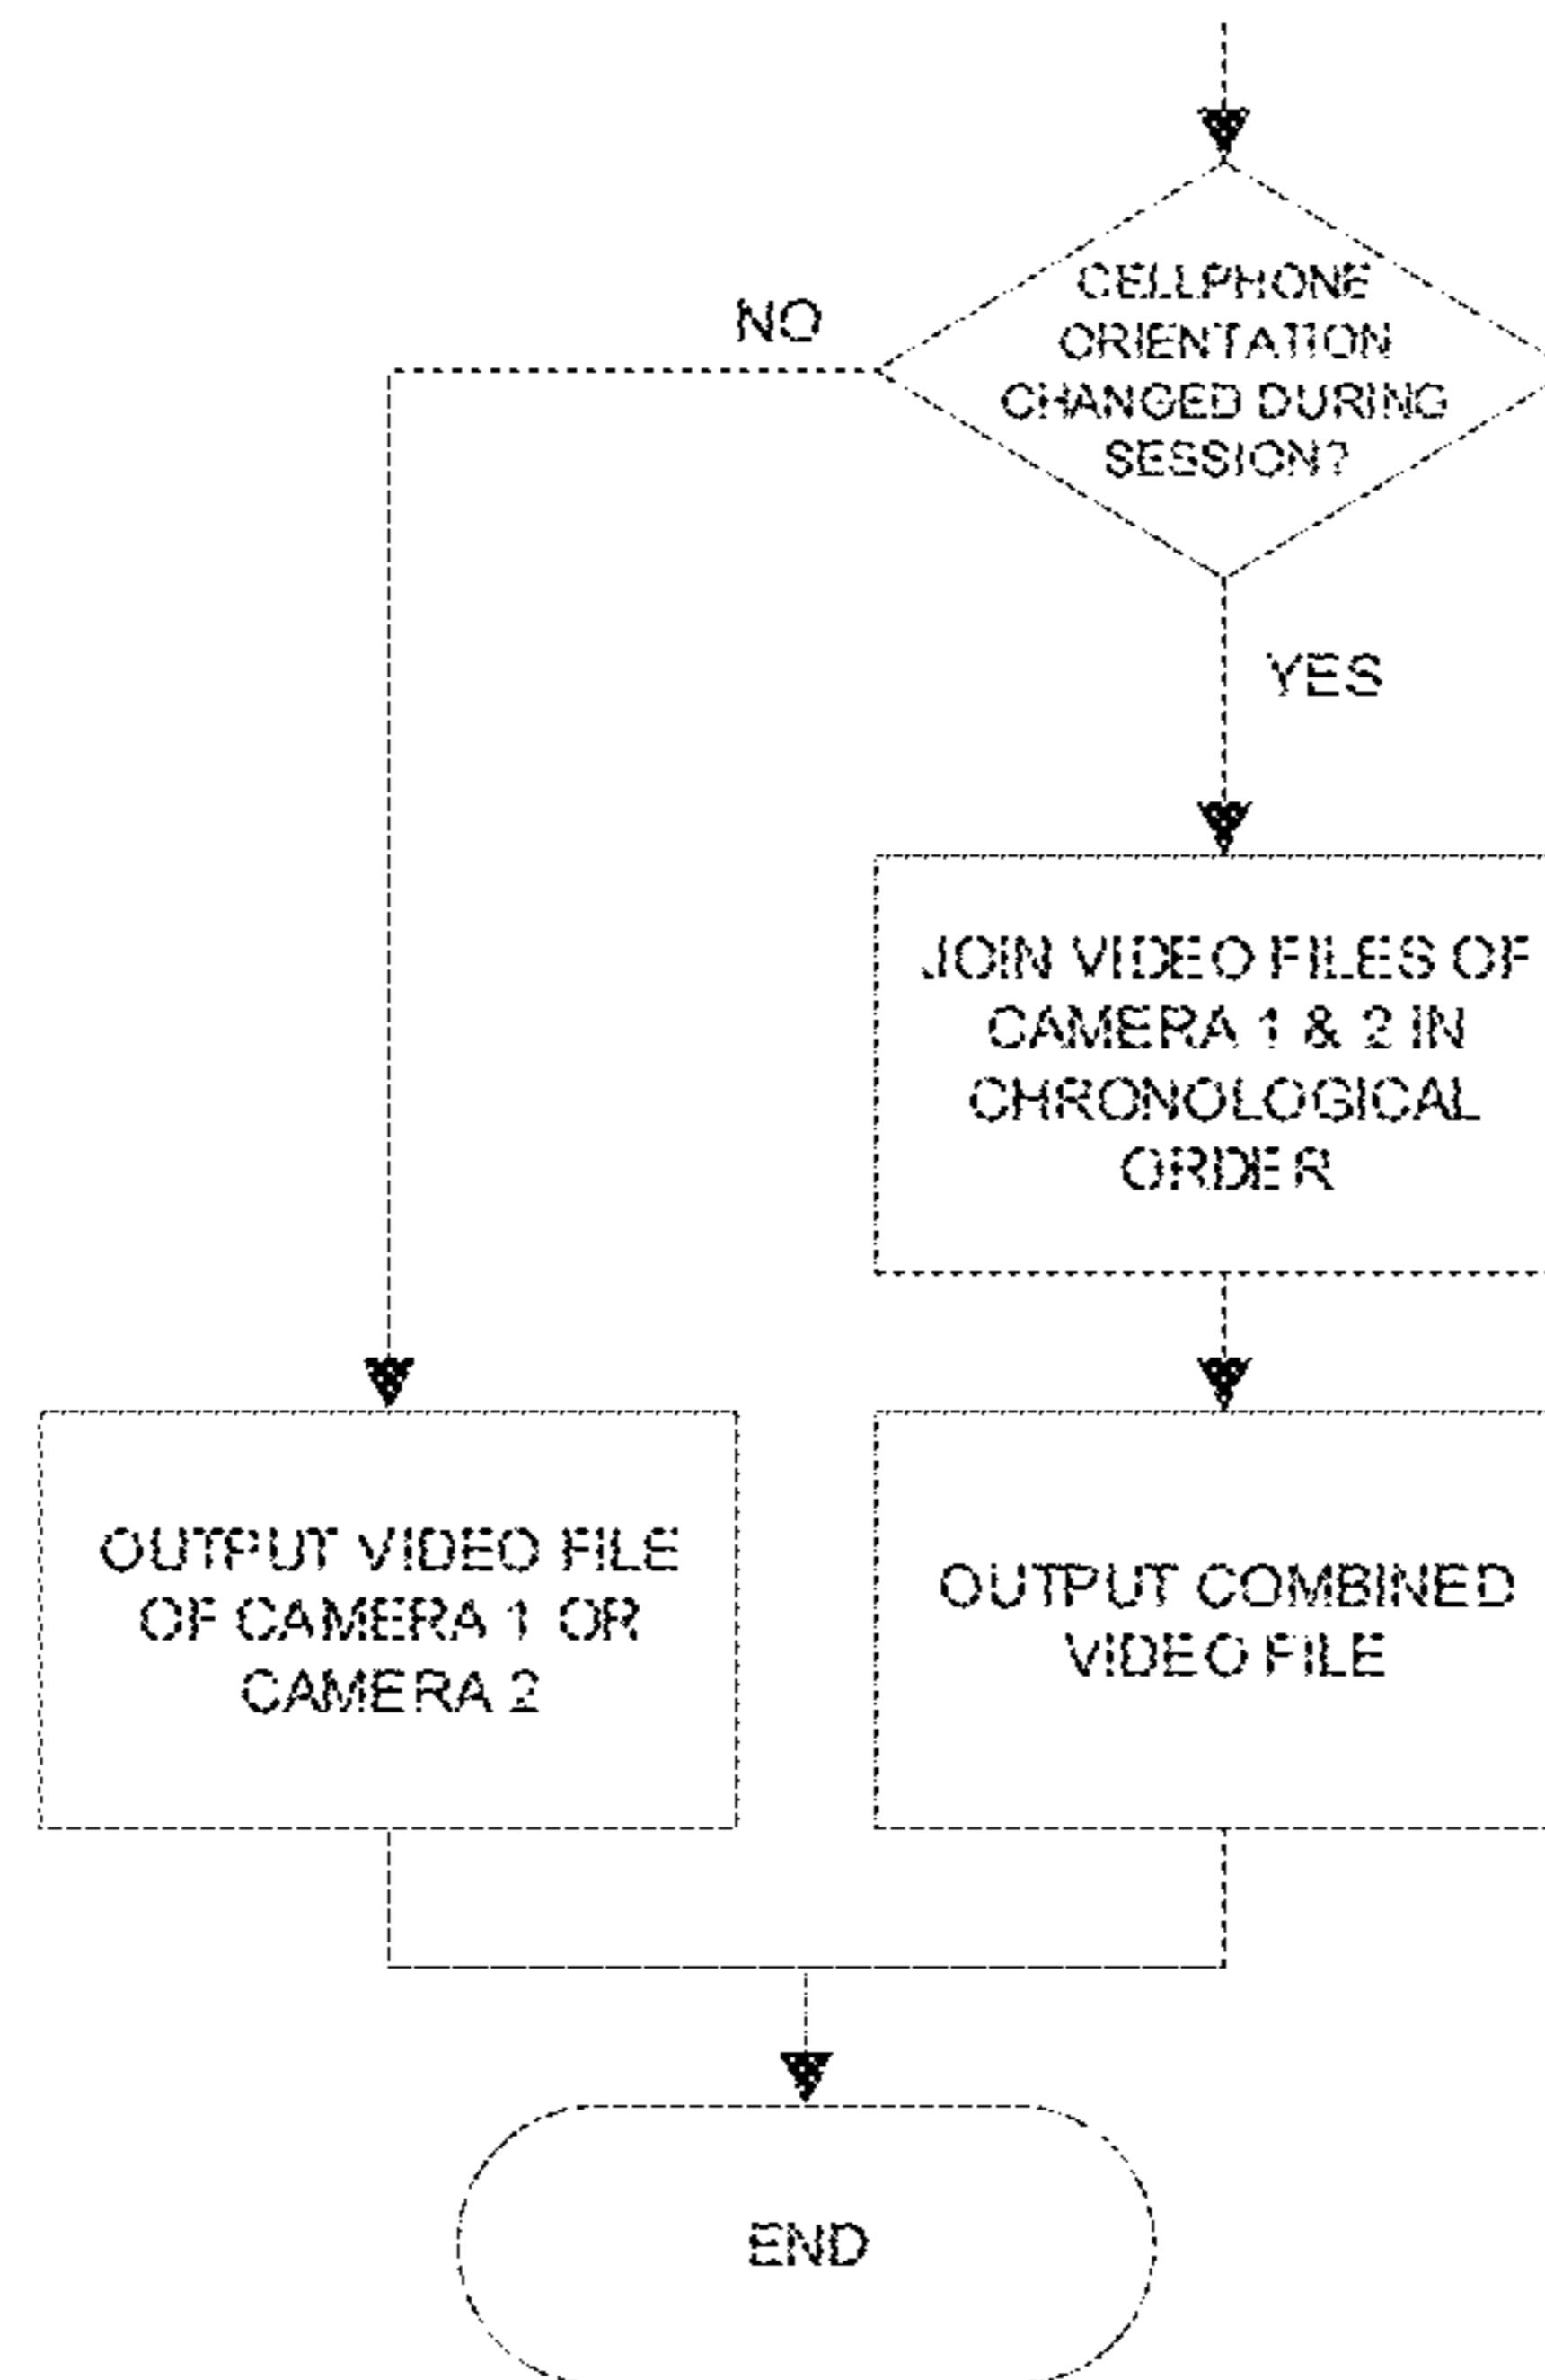 CELLPHONE
ORIENTATION
CHANGED DURING
SESSION?
NO
YES
JOIN VIDEO FILES OF
CAMERA 1 & 2 IN
CHRONOLOGICAL
ORDER
OUTPUT VIDEO FILE
OF CAMERA 1 OR
CAMERA 2
OUTPUT COMBINED
VIDEO FILE
END